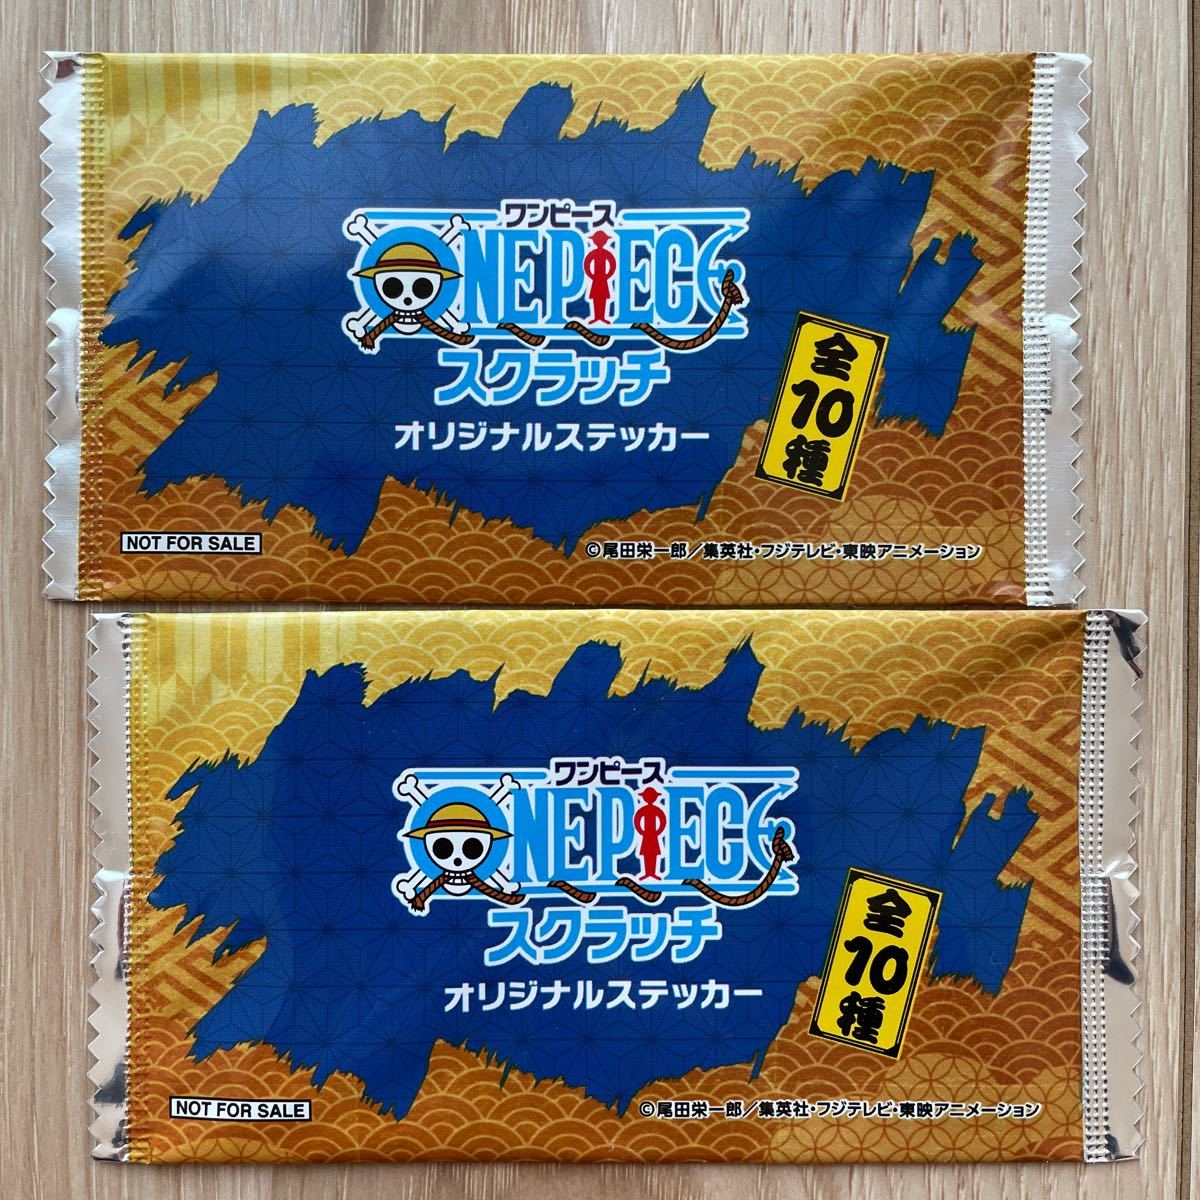 ワンピース
ONE PIECE
スクラッチ
オリジナルステッカー
全10種
NOT FOR SALE
©尾田栄一郎／集英社・フジテレビ・東映アニメーション
ワンピース
ONE PIECE
スクラッチ
オリジナルステッカー
全10種
NOT FOR SALE
©尾田栄一郎／集英社・フジテレビ・東映アニメーション